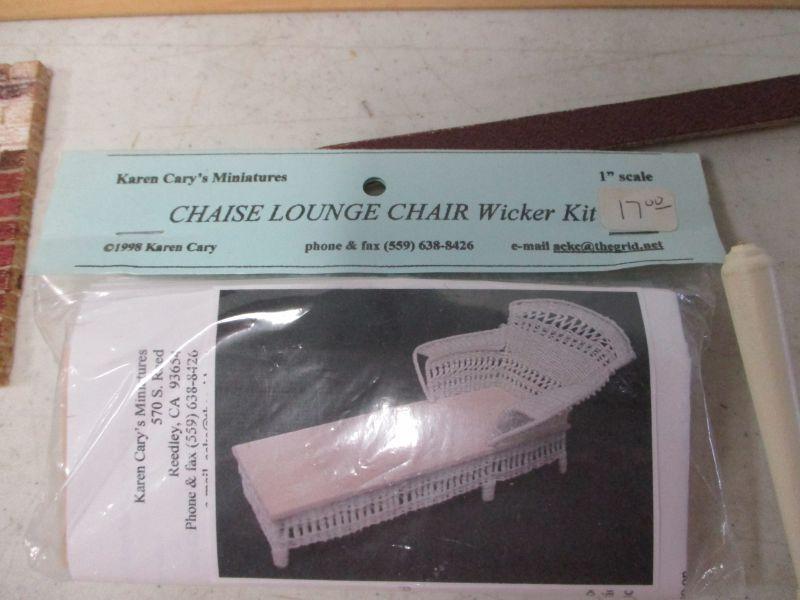 Karen Cary's Miniatures
1" scale
CHAISE LOUNGE CHAIR Wicker Kit
17.00
©1998 Karen Cary
phone & fax (559) 638-8426
e-mail ackc@thegrid.net
Karen Cary's Miniatures
570 S. Reed
Reedley, CA 93654
Phone & fax (559) 638-8426